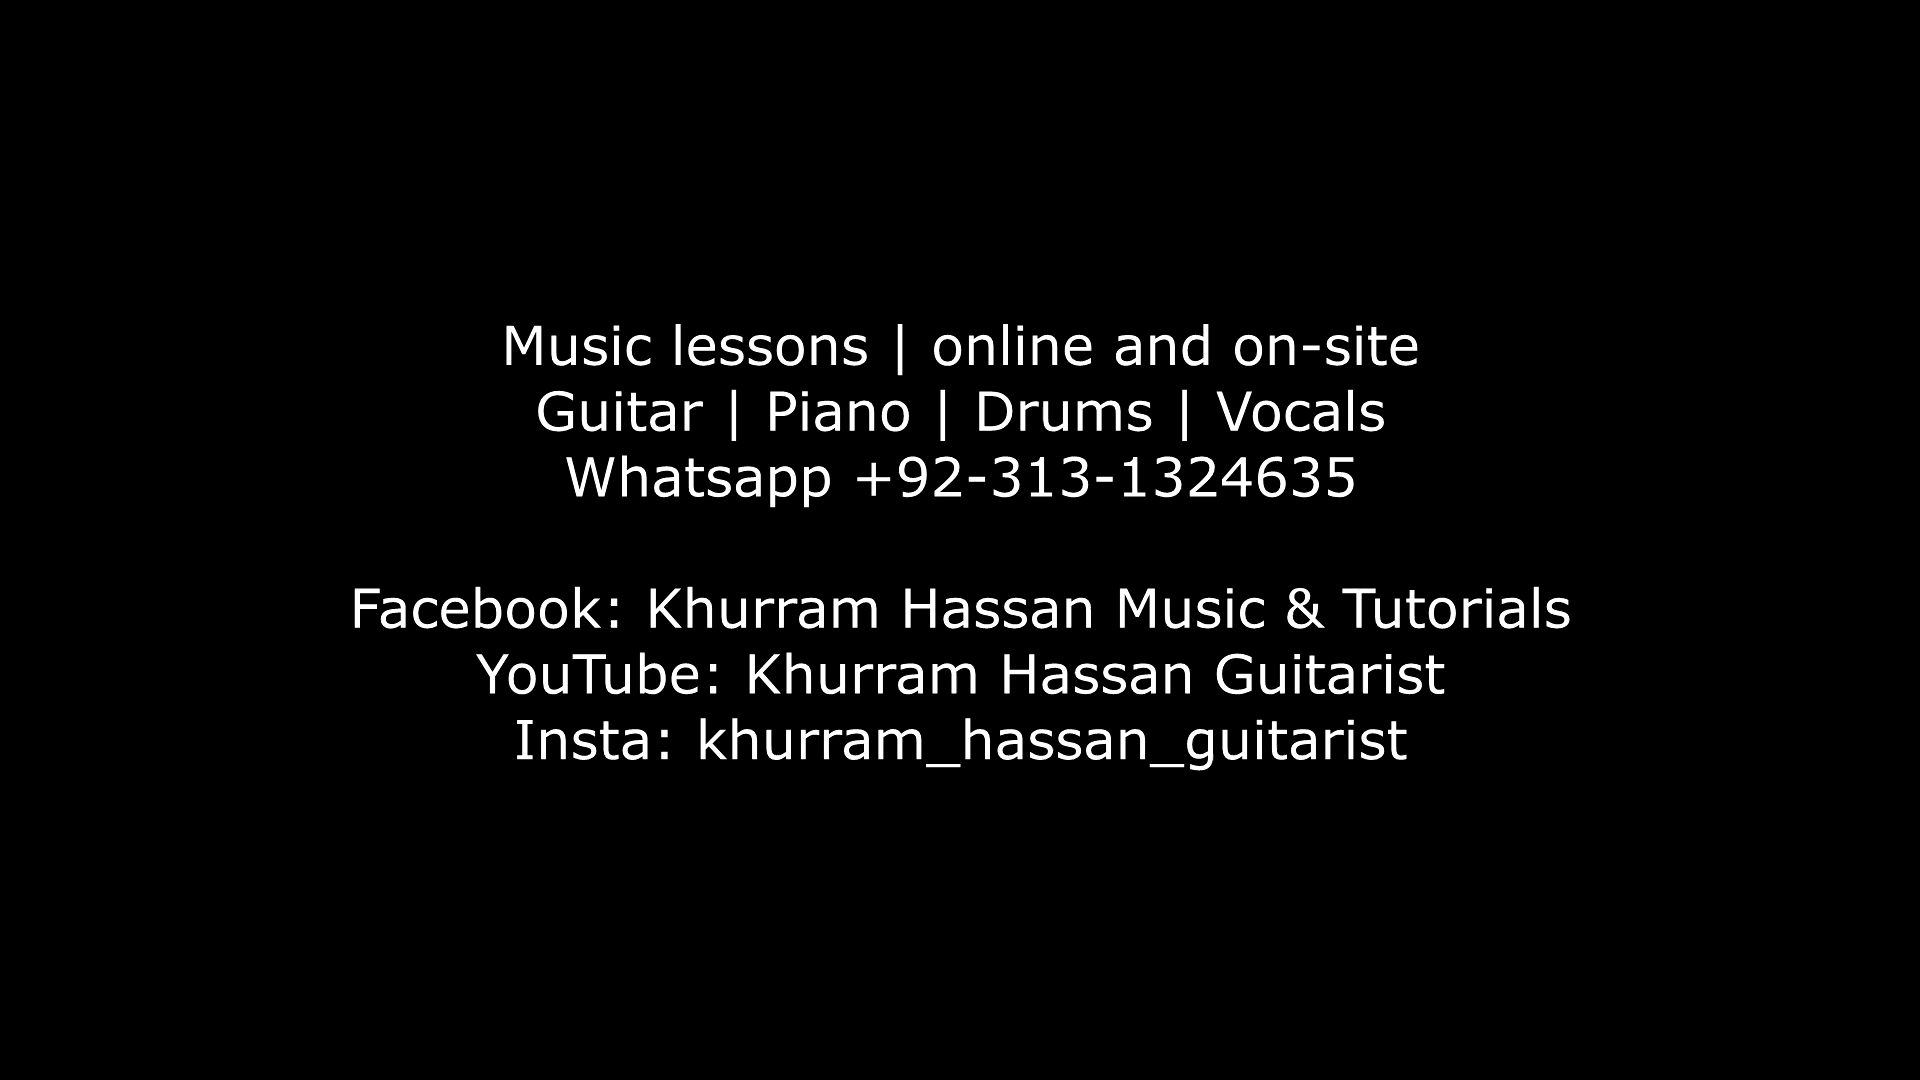 Music lessons | online and on-site
Guitar | Piano | Drums | Vocals
Whatsapp +92-313-1324635
Facebook: Khurram Hassan Music & Tutorials
YouTube: Khurram Hassan Guitarist
Insta: khurram_hassan_guitarist